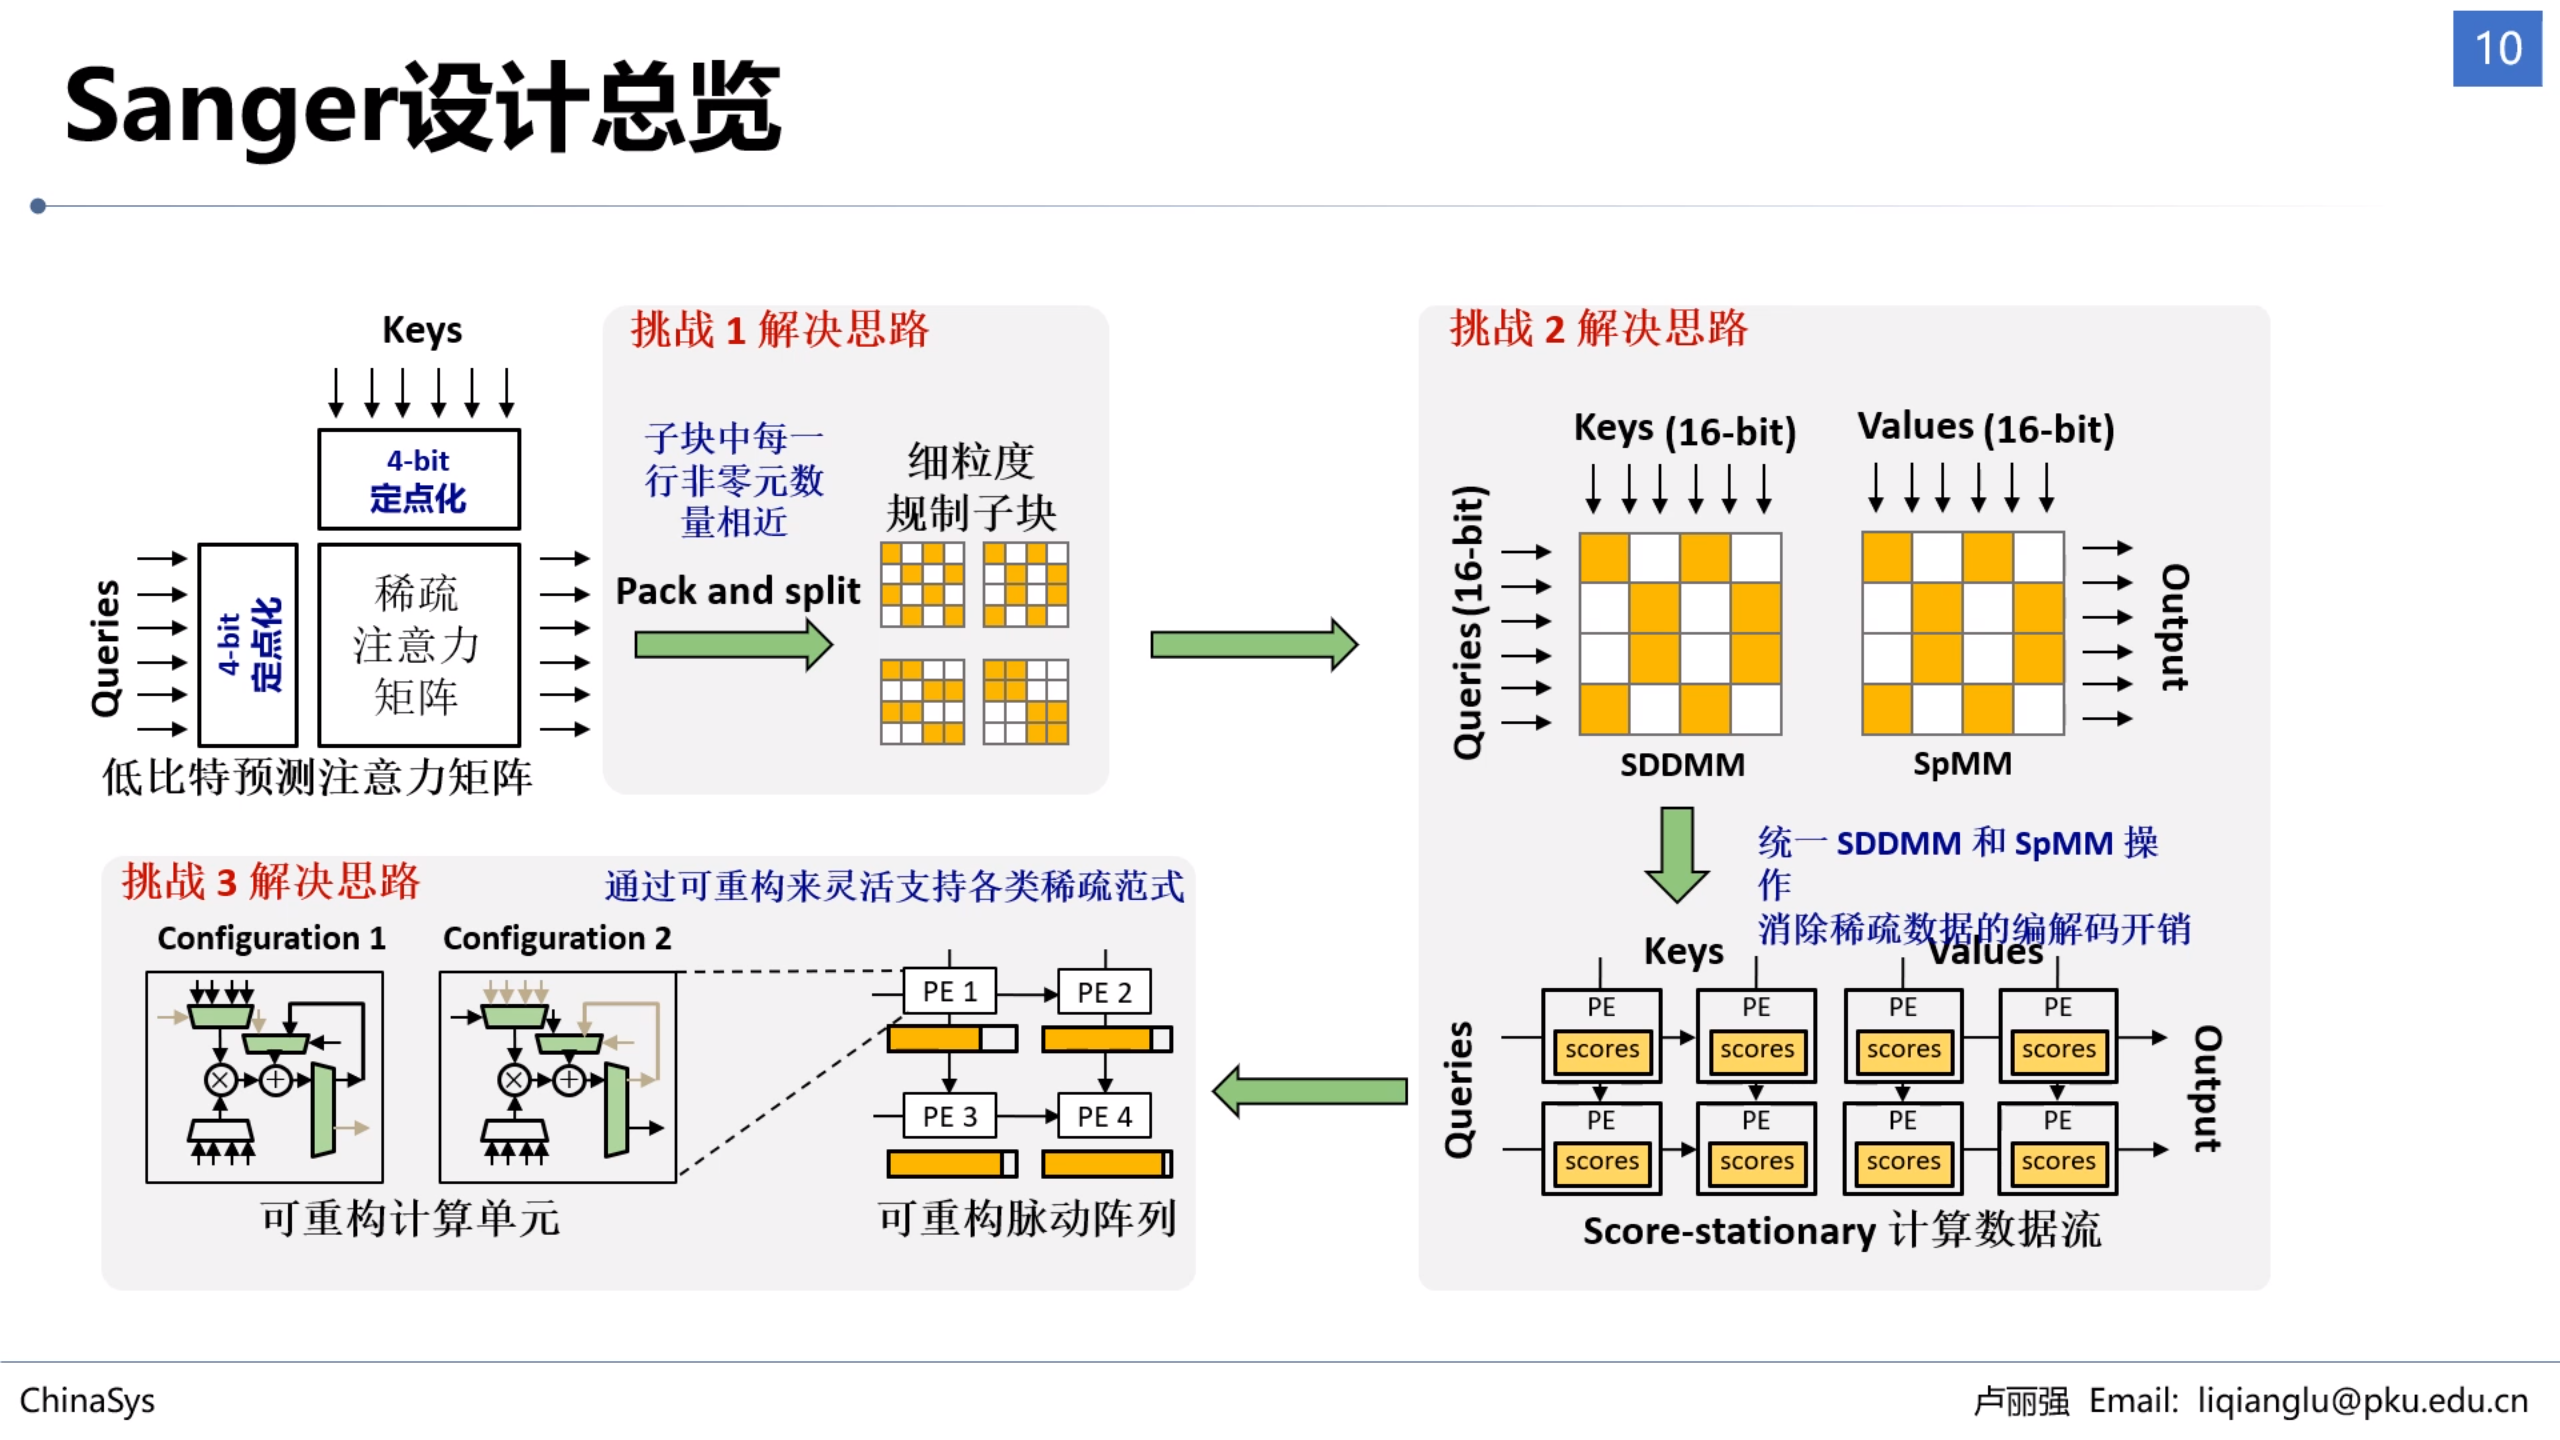 10
Sanger设计总览
Keys
4-bit
定点化
Queries
4-bit
定点化
稀疏
注意力
矩阵
低比特预测注意力矩阵
挑战 1 解决思路
子块中每一
行非零元数
量相近
Pack and split
细粒度
规制子块
挑战 2 解决思路
Keys (16-bit)
Values (16-bit)
Queries (16-bit)
Output
SDDMM
SpMM
统一 SDDMM 和 SpMM 操
作
消除稀疏数据的编解码开销
Keys
Values
Queries
PE
PE
PE
PE
scores
scores
scores
scores
PE
PE
PE
PE
scores
scores
scores
scores
Output
Score-stationary 计算数据流
挑战 3 解决思路
通过可重构来灵活支持各类稀疏范式
Configuration 1
Configuration 2
PE 1
PE 2
PE 3
PE 4
可重构计算单元
可重构脉动阵列
ChinaSys
卢丽强 Email: liqianglu@pku.edu.cn